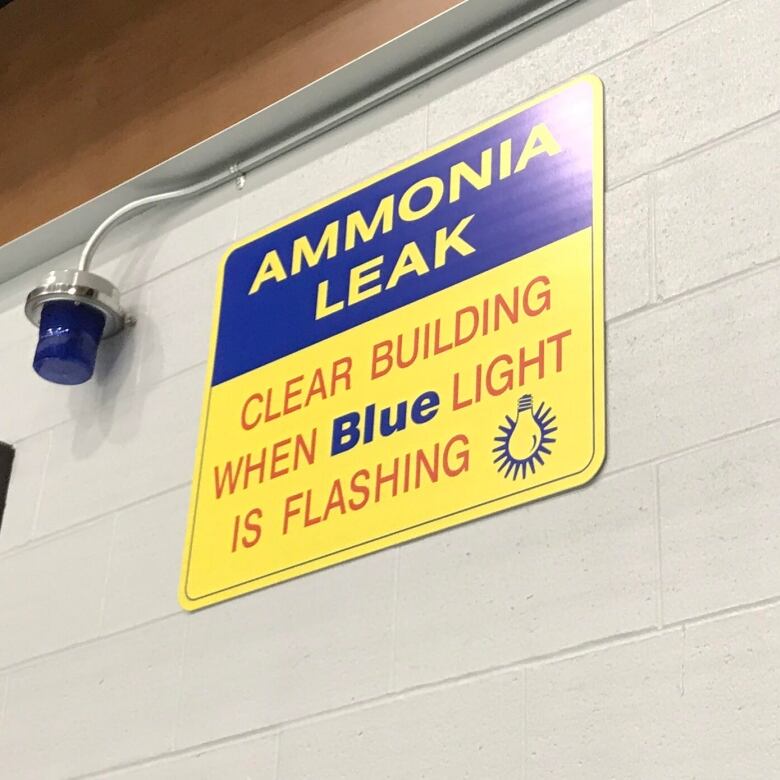 AMMONIA
LEAK
CLEAR BUILDING
WHEN Blue LIGHT
IS FLASHING